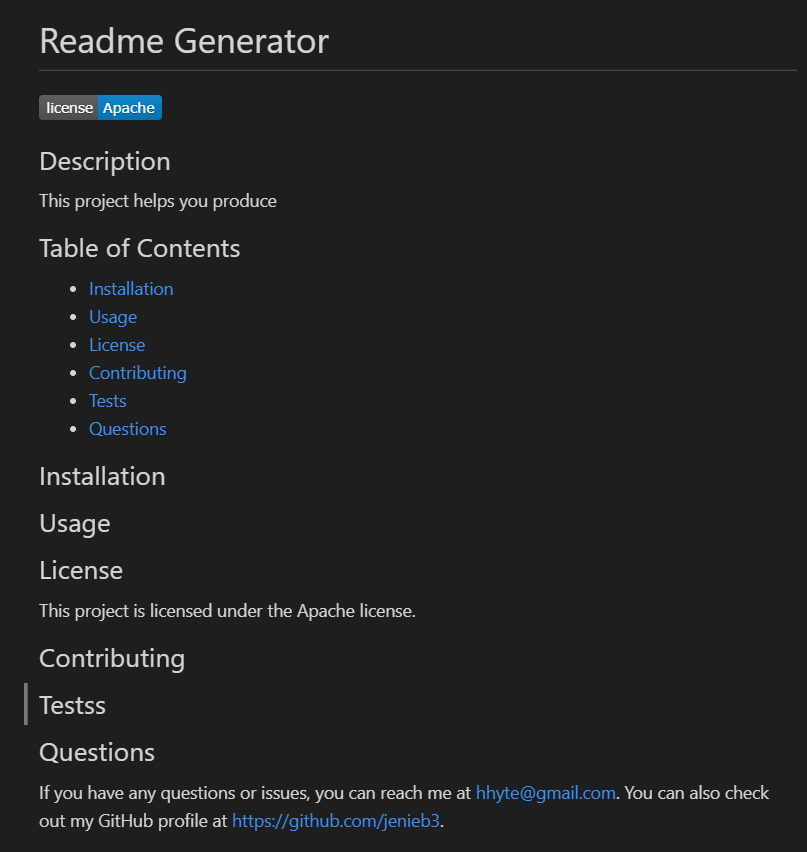 Readme Generator
license Apache
Description
This project helps you produce
Table of Contents
Installation
Usage
License
Contributing
Tests
Questions
Installation
Usage
License
This project is licensed under the Apache license.
Contributing
Testss
Questions
If you have any questions or issues, you can reach me at hhyte@gmail.com. You can also check
out my GitHub profile at https://github.com/jenieb3.